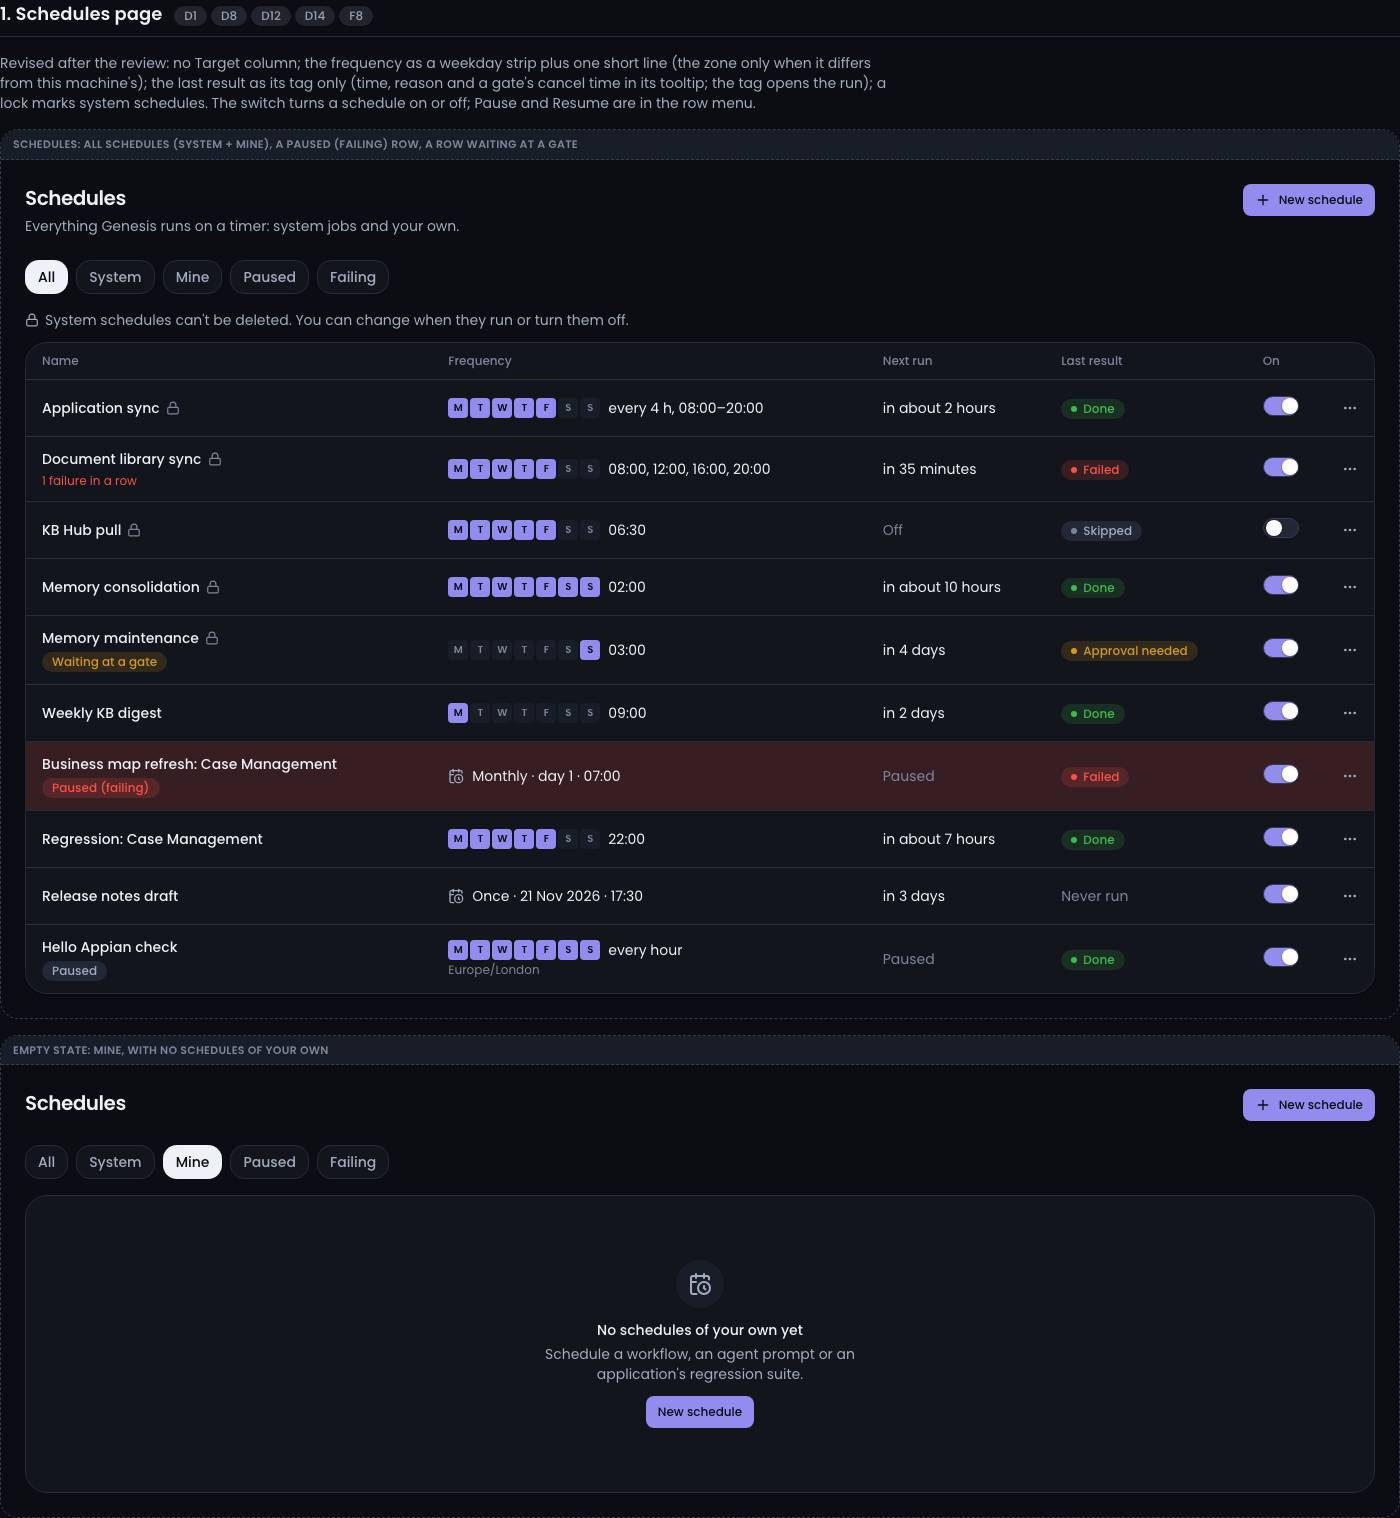 1. Schedules page D1 D8 D12 D14 F8
Revised after the review: no Target column; the frequency as a weekday strip plus one short line (the zone only when it differs
from this machine's); the last result as its tag only (time, reason and a gate's cancel time in its tooltip; the tag opens the run); a
lock marks system schedules. The switch turns a schedule on or off; Pause and Resume are in the row menu.
SCHEDULES: ALL SCHEDULES (SYSTEM + MINE), A PAUSED (FAILING) ROW, A ROW WAITING AT A GATE
Schedules
New schedule
Everything Genesis runs on a timer: system jobs and your own.
All System Mine Paused Failing
System schedules can't be deleted. You can change when they run or turn them off.
Name Frequency Next run Last result On
Application sync M T W T F S S every 4 h, 08:00–20:00 in about 2 hours Done
Document library sync M T W T F S S 08:00, 12:00, 16:00, 20:00 in 35 minutes Failed
1 failure in a row
KB Hub pull M T W T F S S 06:30 Off Skipped
Memory consolidation M T W T F S S 02:00 in about 10 hours Done
Memory maintenance M T W T F S S 03:00 in 4 days Approval needed
Waiting at a gate
Weekly KB digest M T W T F S S 09:00 in 2 days Done
Business map refresh: Case Management Monthly · day 1 · 07:00 Paused Failed
Paused (failing)
Regression: Case Management M T W T F S S 22:00 in about 7 hours Done
Release notes draft Once · 21 Nov 2026 · 17:30 in 3 days Never run
Hello Appian check M T W T F S S every hour Paused Done
Paused Europe/London
EMPTY STATE: MINE, WITH NO SCHEDULES OF YOUR OWN
Schedules
New schedule
All System Mine Paused Failing
No schedules of your own yet
Schedule a workflow, an agent prompt or an
application's regression suite.
New schedule